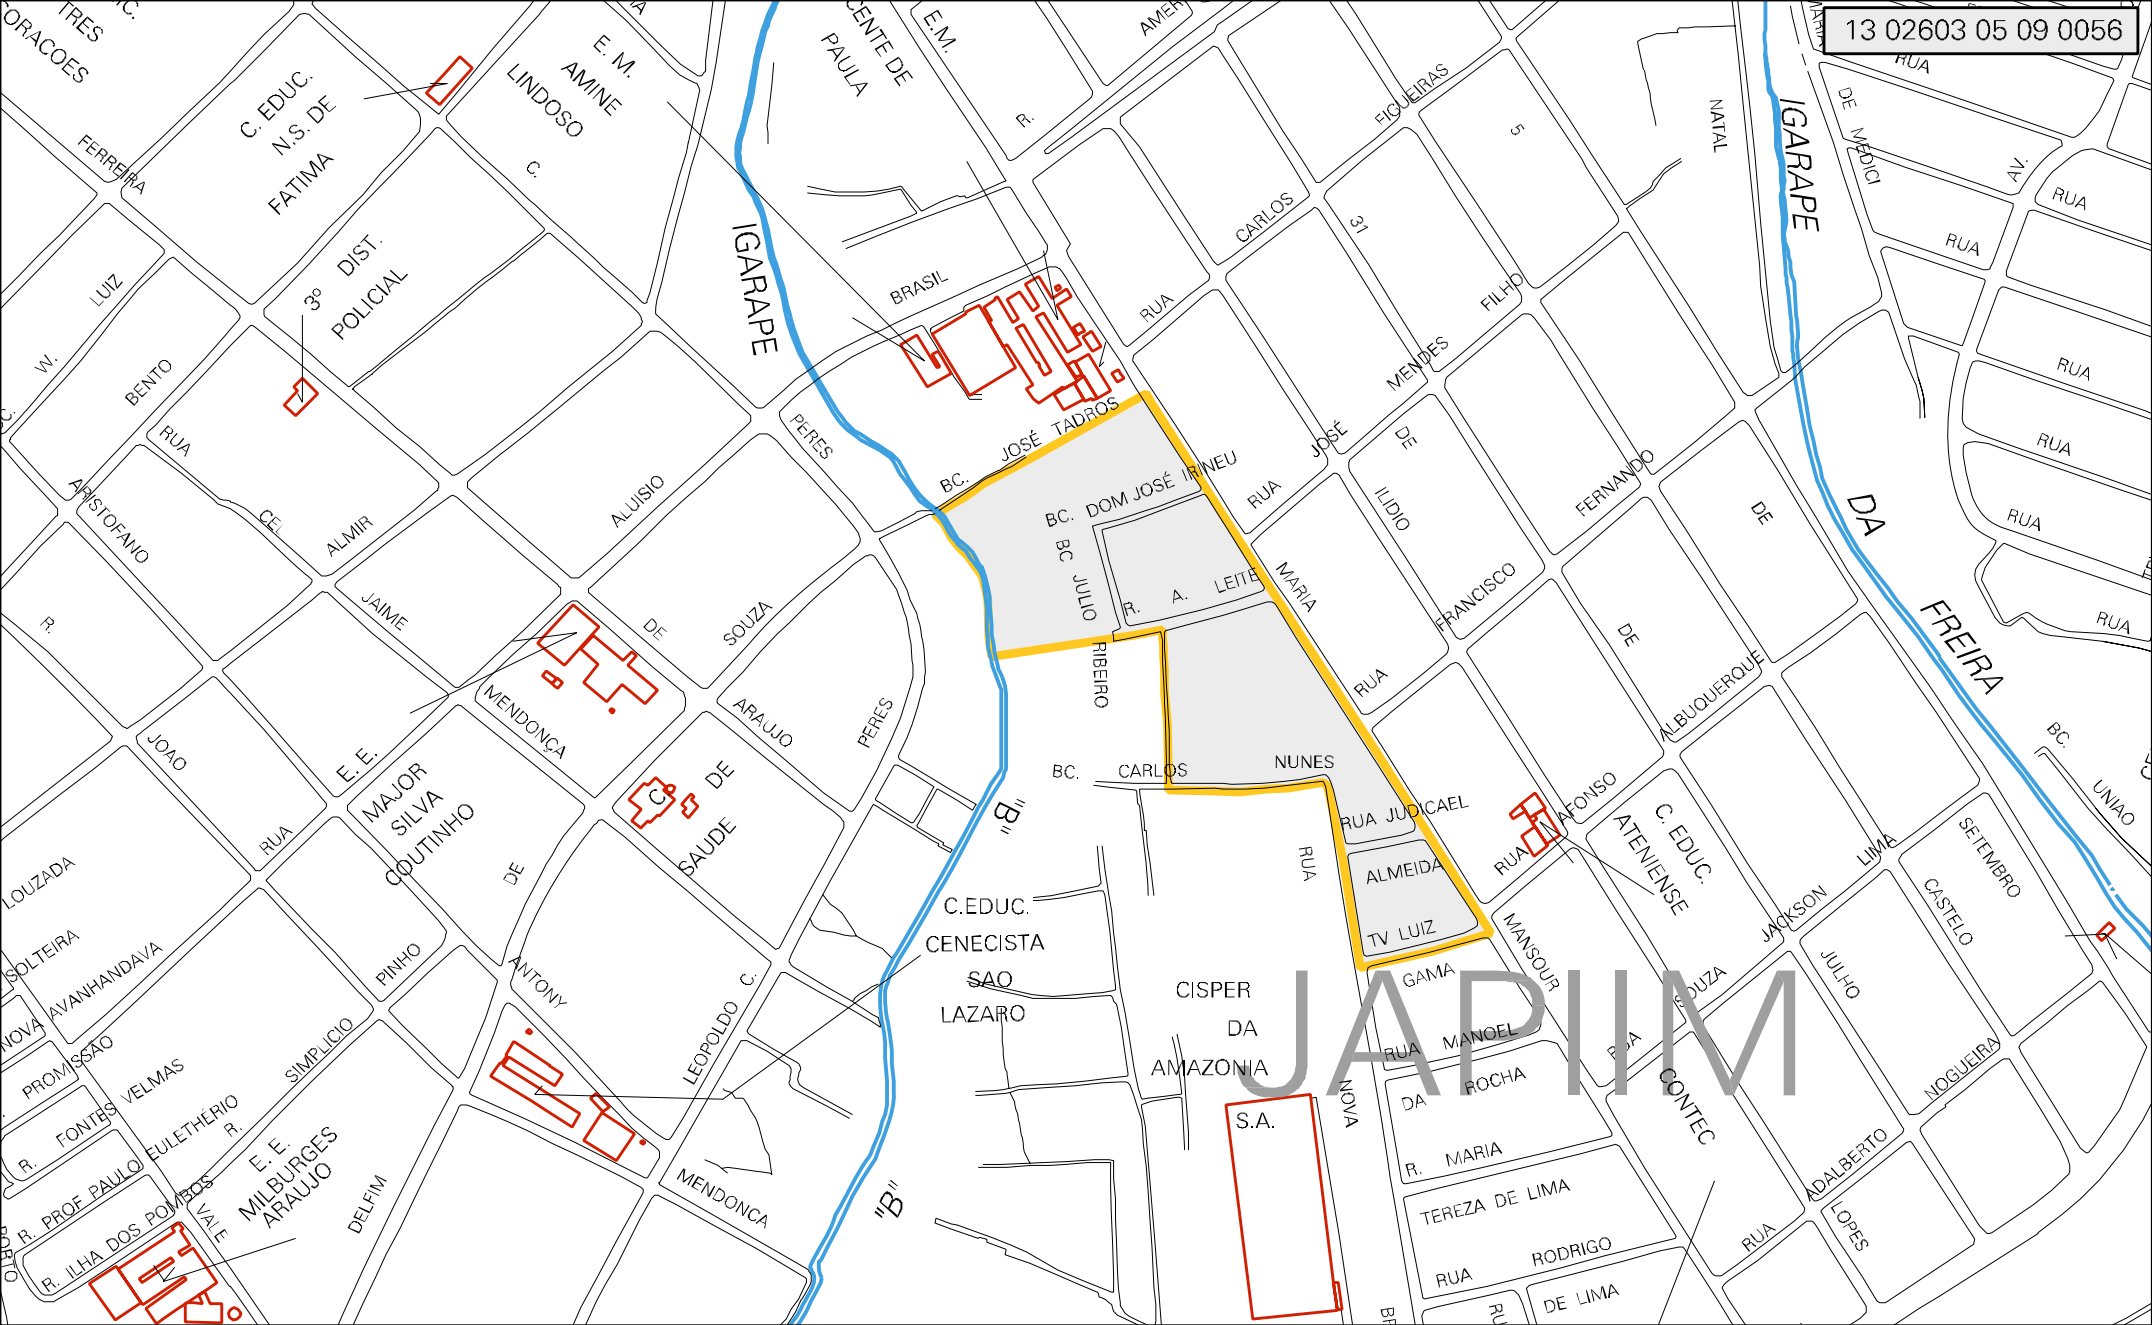 13 02603 05 09 0056
TRES
C. EDUC.
N.S. DE
FATIMA
E. M.
AMINE
LINDOSO
CENTE DE
PAULA
E.M.
R.
FIGUEIRAS
5
NATAL
IGARAPE
DE
MEDICI
RUA
AV.
RUA
RUA
FERREIRA
C.
3º DIST.
POLICIAL
IGARAPE
BRASIL
CARLOS
31
RUA
FILHO
MENDES
JOSÉ
RUA
LUIZ
W.
BENTO
RUA
CEL
ALMIR
ARISTOFANO
ALUISIO
PERES
BC. JOSÉ TADROS
BC. DOM JOSÉ IRINEU
BC
JULIO
RIBEIRO
R. A. LEITE
MARIA
DE
ILIDIO
FERNANDO
FRANCISCO
RUA
DE
DE
ALBUQUERQUE
AFONSO
RUA
DA
FREIRA
RUA
RUA
RUA
RUA
BC.
UNIAO
R.
JAIME
DE
SOUZA
ARAUJO
PERES
MENDONÇA
JOAO
RUA
E. E.
MAJOR
SILVA
COUTINHO
C. DE
SAUDE
DE
BC. CARLOS NUNES
RUA JUDICAEL
ALMEIDA
TV LUIZ
GAMA
RUA
NOVA
"B"
C.EDUC.
CENECISTA
SAO
LAZARO
CISPER
DA
AMAZONIA
S.A.
JAPIIM
MANSOUR
C. EDUC.
ATENIENSE
LIMA
JACKSON
SOUZA
RUA
SETEMBRO
CASTELO
JULHO
NOGUEIRA
ADALBERTO
RUA
LOPES
CONTEC
RUA MANOEL
DA ROCHA
R. MARIA
TEREZA DE LIMA
RUA RODRIGO
DE LIMA
LOUZADA
SOLTEIRA
NOVA AVANHANDAVA
PROMISSÃO
R. FONTES VELMAS
R. PROF PAULO EULETHÉRIO
R. ILHA DOS POMBOS
R. SIMPLICIO
PINHO
ANTONY
LEOPOLDO C.
MENDONCA
E. E.
MILBURGES
ARAUJO
VALE
DELFIM
"B"